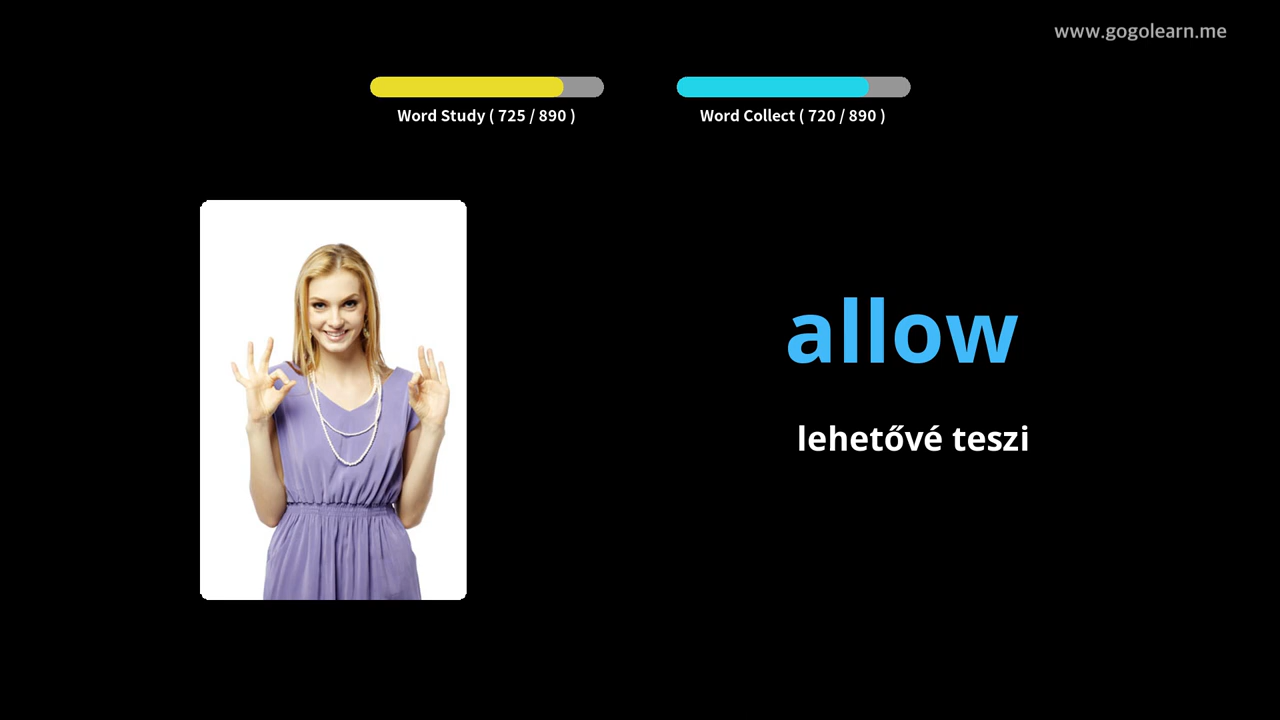 www.gogolearn.me
Word Study ( 725 / 890 )
Word Collect ( 720 / 890 )
allow
lehetővé teszi